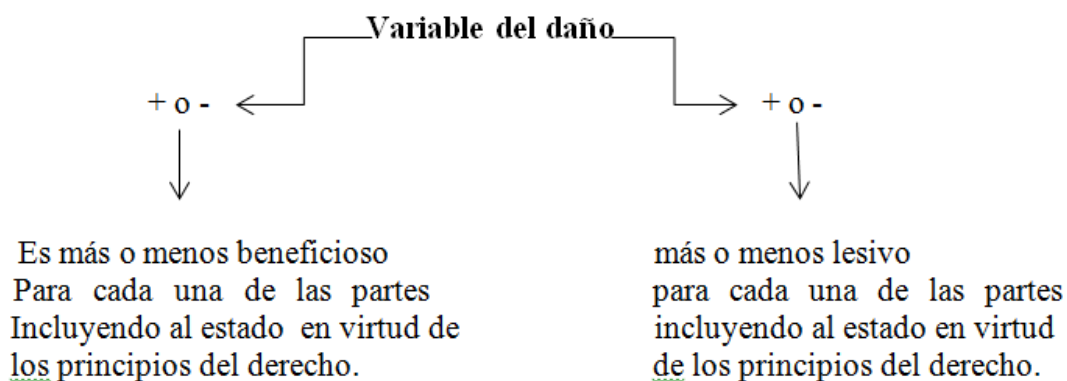 Variable del daño
+ o -
+ o -
Es más o menos beneficioso
Para cada una de las partes
Incluyendo al estado en virtud de
los principios del derecho.
más o menos lesivo
para cada una de las partes
incluyendo al estado en virtud
de los principios del derecho.